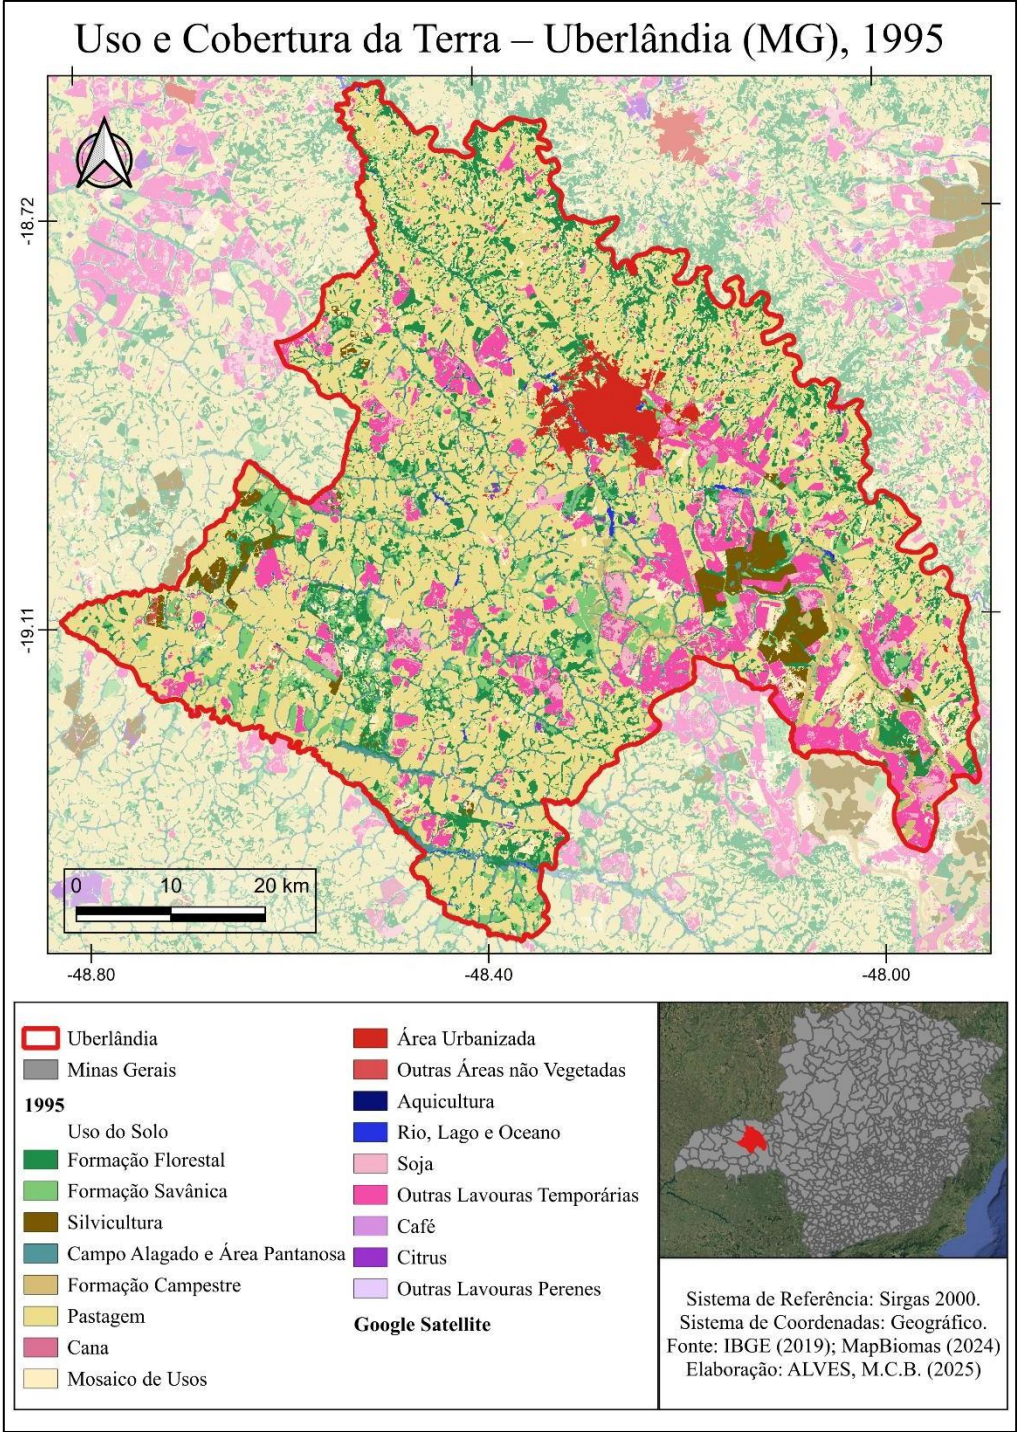 Uso e Cobertura da Terra – Uberlândia (MG), 1995
-18.72
-19.11
0 10 20 km
-48.80
-48.40
-48.00
Uberlândia
Minas Gerais
1995
Uso do Solo
Formação Florestal
Formação Savânica
Silvicultura
Campo Alagado e Área Pantanosa
Formação Campestre
Pastagem
Cana
Mosaico de Usos
Área Urbanizada
Outras Áreas não Vegetadas
Aquicultura
Rio, Lago e Oceano
Soja
Outras Lavouras Temporárias
Café
Citrus
Outras Lavouras Perenes
Google Satellite
Sistema de Referência: Sirgas 2000.
Sistema de Coordenadas: Geográfico.
Fonte: IBGE (2019); MapBiomas (2024)
Elaboração: ALVES, M.C.B. (2025)